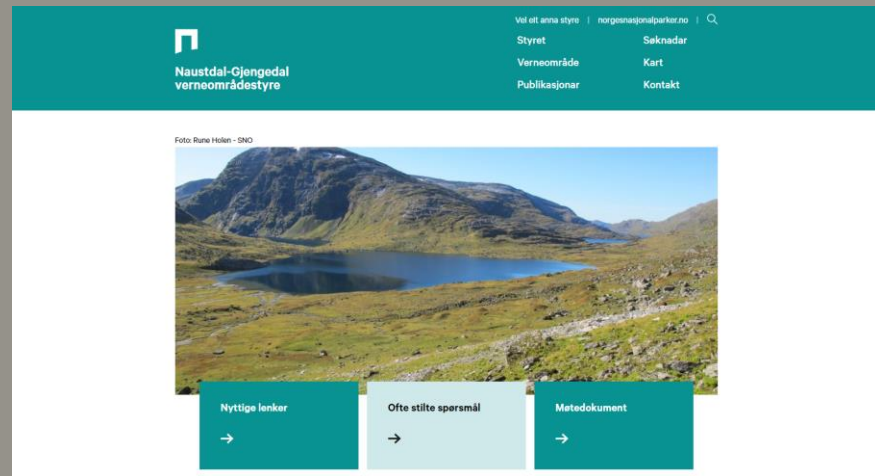 Vel eit anna styre | norgesnasjonalparker.no |
Styret Søknadar
Verneområde Kart
Publikasjonar Kontakt
Naustdal-Gjengedal
verneområdestyre
Foto: Rune Holen - SNO
Nyttige lenker Ofte stilte spørsmål Møtedokument